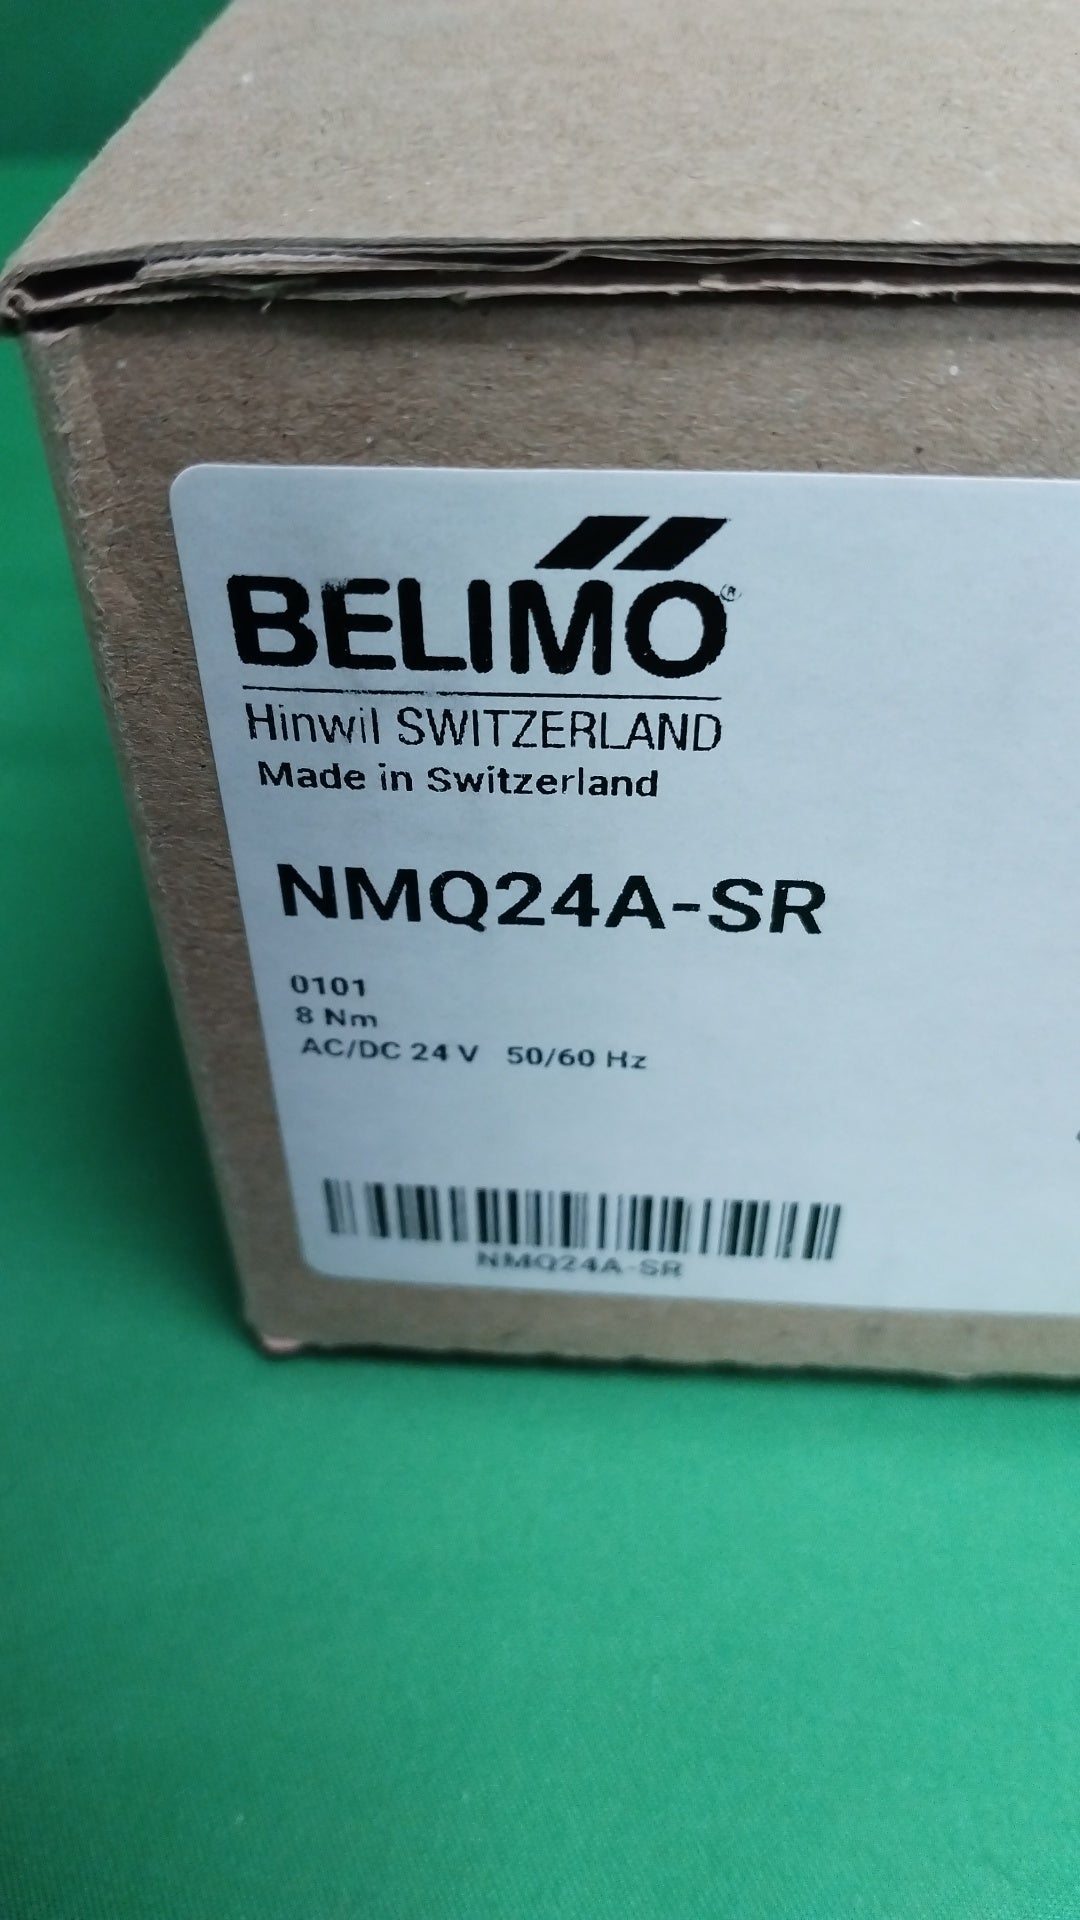 BELIMO®
Hinwil SWITZERLAND
Made in Switzerland
NMQ24A-SR
0101
8 Nm
AC/DC 24 V 50/60 Hz
NMQ24A-SR